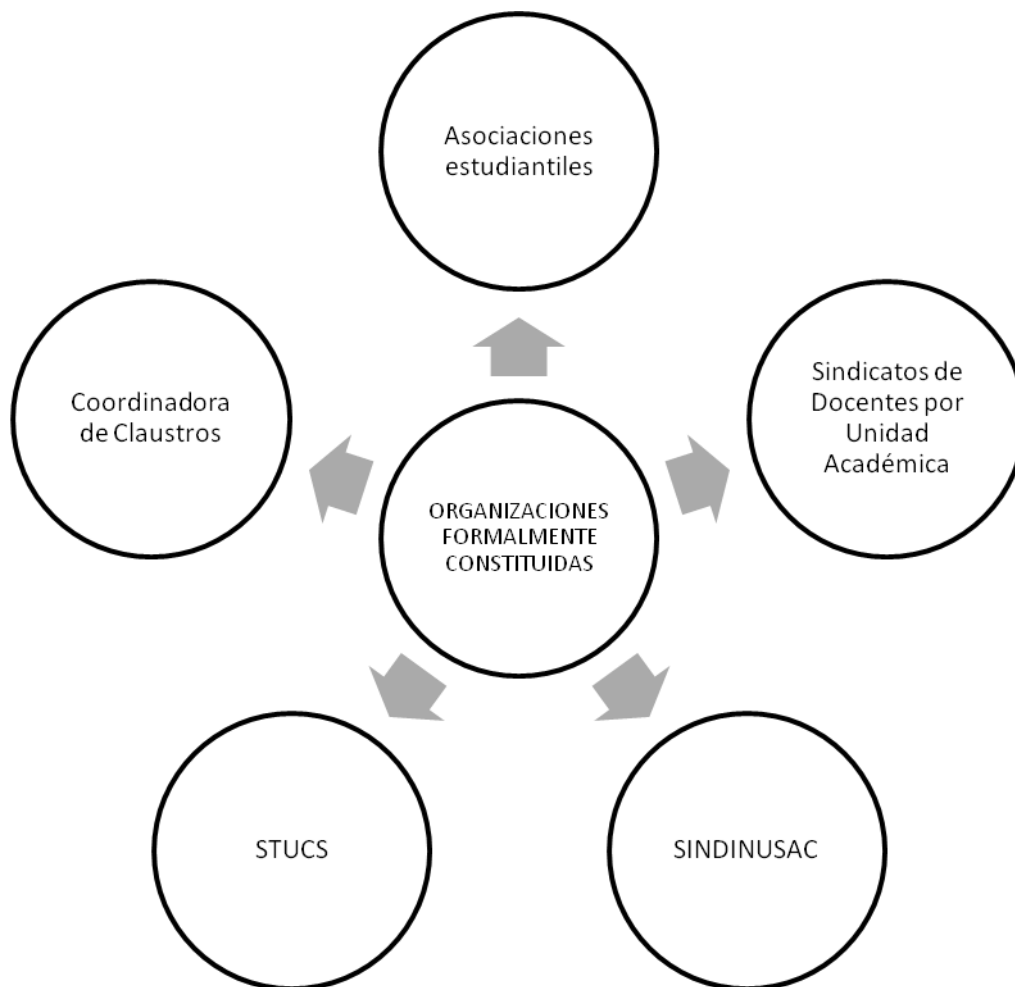 Asociaciones
estudiantiles
Coordinadora
de Claustros
Sindicatos de
Docentes por
Unidad
Académica
ORGANIZACIONES
FORMALMENTE
CONSTITUIDAS
STUCS
SINDINUSAC